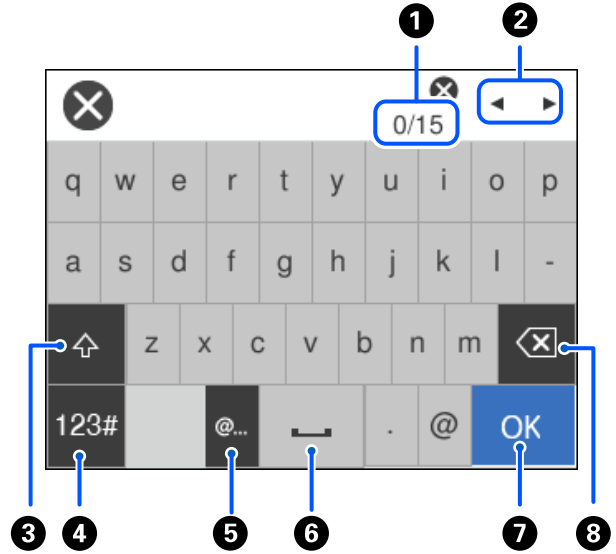 1 2
0/15
q w e r t y u i o p
a s d f g h j k l -
z x c v b n m
123# @... . @ OK
3 4 5 6 7 8